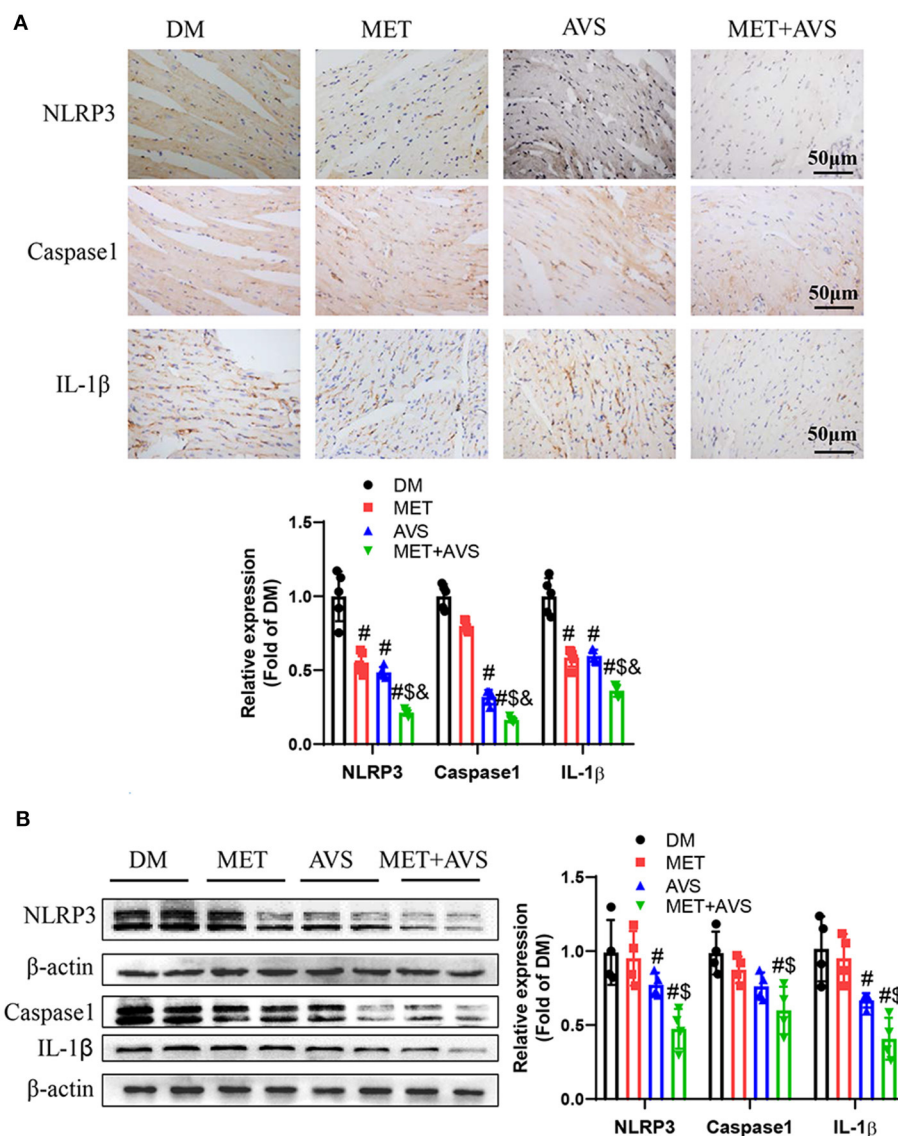 A
DM MET AVS MET+AVS
NLRP3
50μm
Caspase1
50μm
IL-1β
50μm
DM
MET
AVS
MET+AVS
Relative expression
(Fold of DM)
1.5
1.0
0.5
0.0
# #
#$&
#
#$&
# #
#$&
NLRP3 Caspase1 IL-1β
B
DM MET AVS MET+AVS
NLRP3
β-actin
Caspase1
IL-1β
β-actin
DM
MET
AVS
MET+AVS
Relative expression
(Fold of DM)
1.5
1.0
0.5
0.0
#
#$
#$
#
#$
NLRP3 Caspase1 IL-1β